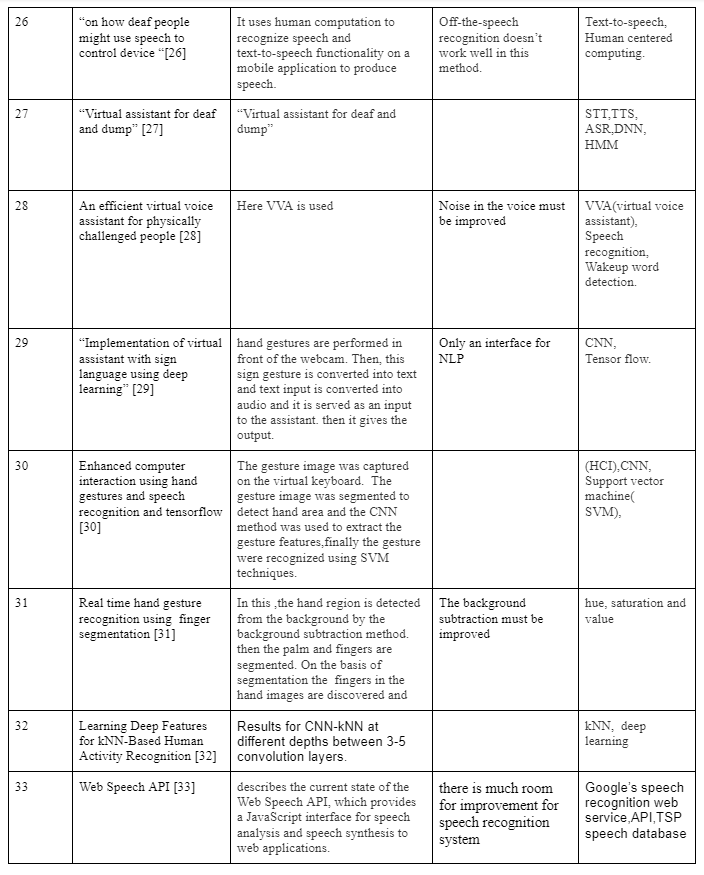 26
“on how deaf people
might use speech to
control device “[26]
It uses human computation to
recognize speech and
text-to-speech functionality on a
mobile application to produce
speech.
Off-the-speech
recognition doesn’t
work well in this
method.
Text-to-speech,
Human centered
computing.
27
“Virtual assistant for deaf
and dump” [27]
“Virtual assistant for deaf and
dump”
STT,TTS,
ASR,DNN,
HMM
28
An efficient virtual voice
assistant for physically
challenged people [28]
Here VVA is used
Noise in the voice must
be improved
VVA(virtual voice
assistant),
Speech
recognition,
Wakeup word
detection.
29
“Implementation of virtual
assistant with sign
language using deep
learning” [29]
hand gestures are performed in
front of the webcam. Then, this
sign gesture is converted into text
and text input is converted into
audio and it is served as an input
to the assistant. then it gives the
output.
Only an interface for
NLP
CNN,
Tensor flow.
30
Enhanced computer
interaction using hand
gestures and speech
recognition and tensorflow
[30]
The gesture image was captured
on the virtual keyboard. The
gesture image was segmented to
detect hand area and the CNN
method was used to extract the
gesture features,finally the gesture
were recognized using SVM
techniques.
(HCI),CNN,
Support vector
machine(
SVM),
31
Real time hand gesture
recognition using finger
segmentation [31]
In this ,the hand region is detected
from the background by the
background subtraction method.
then the palm and fingers are
segmented. On the basis of
segmentation the fingers in the
hand images are discovered and
The background
subtraction must be
improved
hue, saturation and
value
32
Learning Deep Features
for kNN-Based Human
Activity Recognition [32]
Results for CNN-kNN at
different depths between 3-5
convolution layers.
kNN, deep
learning
33
Web Speech API [33]
describes the current state of the
Web Speech API, which provides
a JavaScript interface for speech
analysis and speech synthesis to
web applications.
there is much room
for improvement for
speech recognition
system
Google’s speech
recognition web
service,API,TSP
speech database